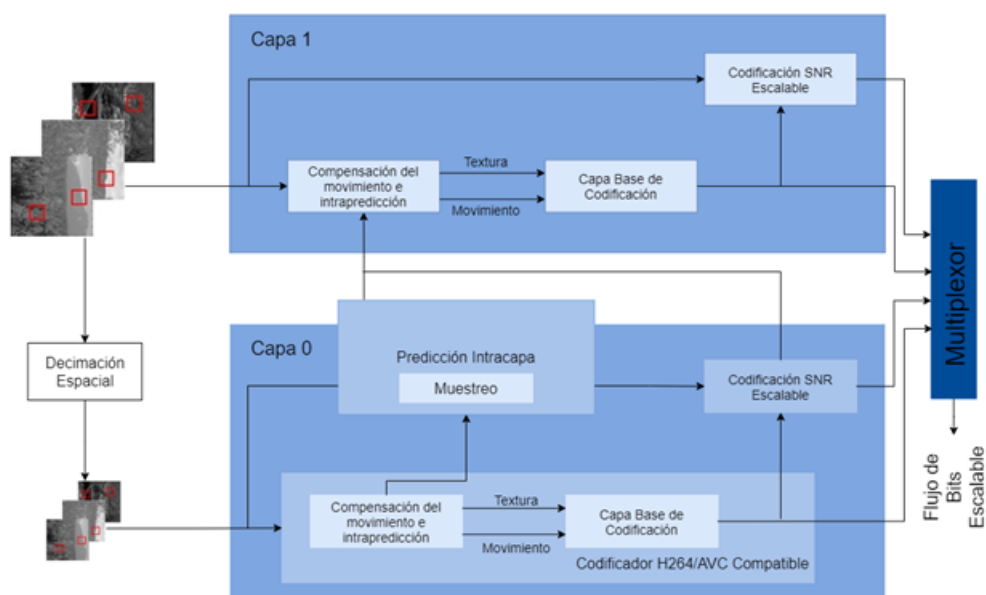 Capa 1
Codificación SNR
Escalable
Compensación del
movimiento e
intrapredicción
Textura
Movimiento
Capa Base de
Codificación
Multiplexor
Decimación
Espacial
Capa 0
Predicción Intracapa
Muestreo
Codificación SNR
Escalable
Compensación del
movimiento e
intrapredicción
Textura
Movimiento
Capa Base de
Codificación
Codificador H264/AVC Compatible
Flujo de
Bits
Escalable